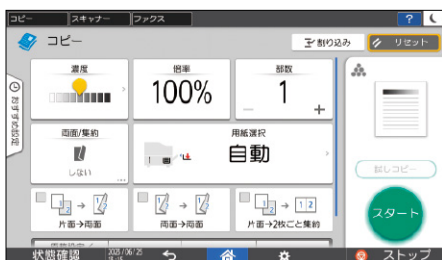 コピー スキャナー ファクス ?
コピー 割り込み リセット
おすすめ設定
濃度 倍率 部数
100% 1
− +
両面/集約 用紙選択
自動
しない
試しコピー
片面→両面 両面→両面 片面→2枚ごと集約
スタート
状態確認 2021/06/25 ストップ